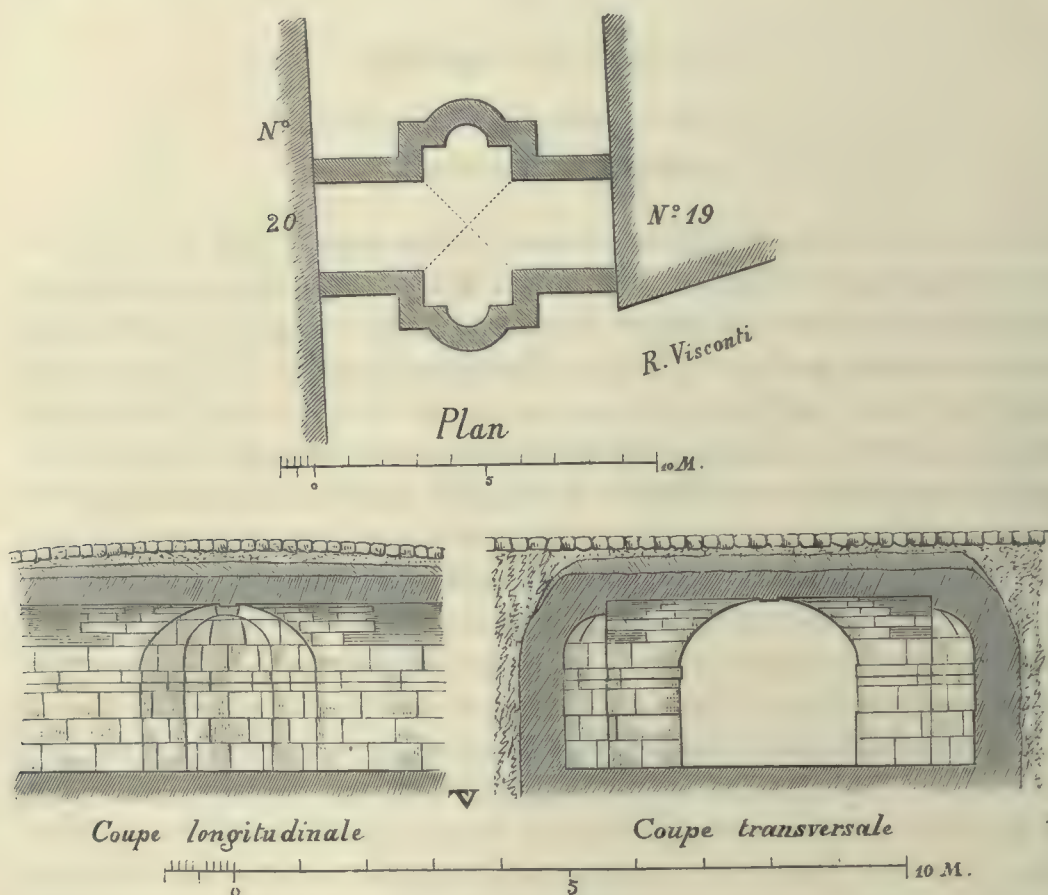 N°
20
N° 19
R. Visconti
Plan
0 5 10 M.
V
Coupe longitudinale
Coupe transversale
0 5 10 M.